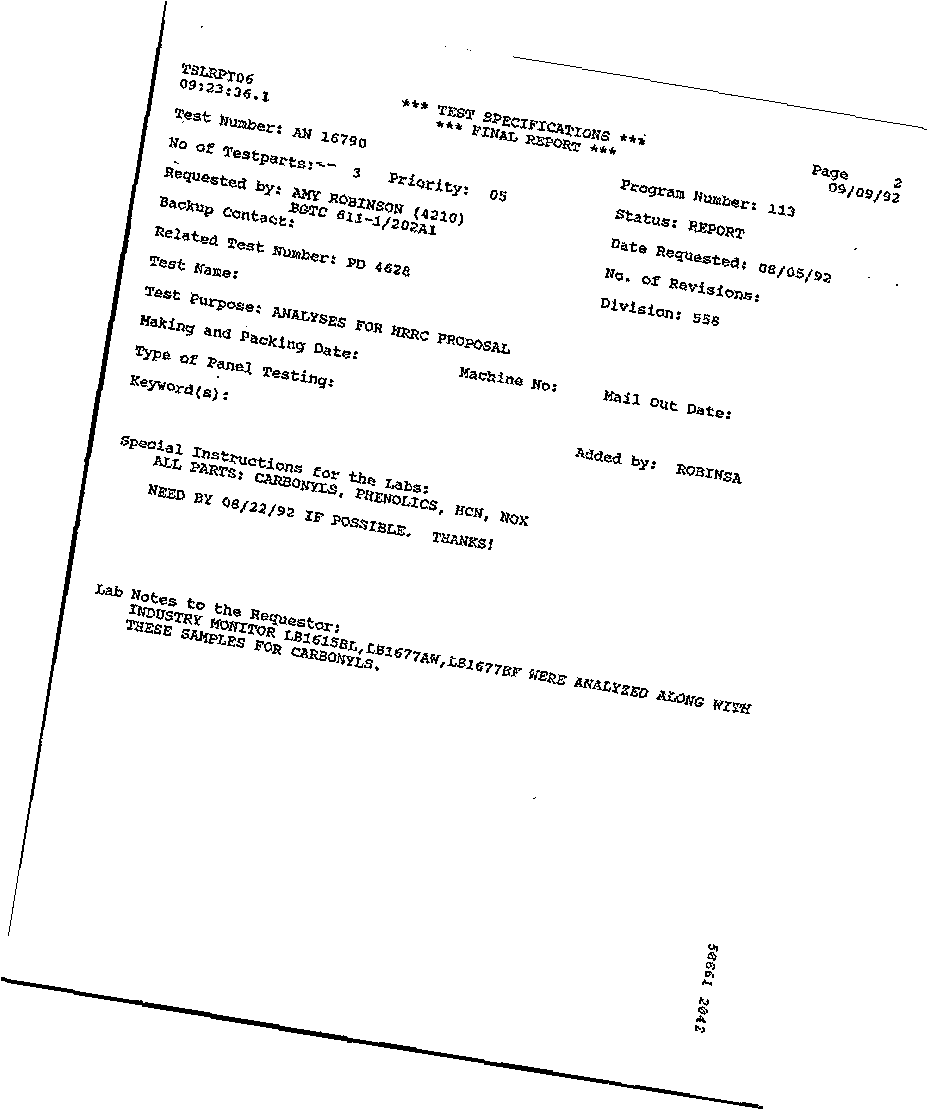 TSLRPT06
09:23:36.1
*** TEST SPECIFICATIONS ***
*** FINAL REPORT ***
Page 2
09/09/92
Test Number: AN 16790
Program Number: 113
No of Testparts:-- 3 Priority: 05
Status: REPORT
Requested by: AMY ROBINSON (4210)
BGTC 611-1/202A1
Date Requested: 08/05/92
Backup Contact:
No. of Revisions:
Related Test Number: PD 4628
Division: 558
Test Name:
Test Purpose: ANALYSES FOR HRRC PROPOSAL
Making and Packing Date: Machine No: Mail Out Date:
Type of Panel Testing:
Keyword(s):
Added by: ROBINSA
Special Instructions for the Labs:
ALL PARTS: CARBONYLS, PHENOLICS, HCN, NOX
NEED BY 08/22/92 IF POSSIBLE. THANKS!
Lab Notes to the Requestor:
INDUSTRY MONITOR LB1615BL,LB1677AW,LB1677BF WERE ANALYZED ALONG WITH
THESE SAMPLES FOR CARBONYLS.
50661 2042